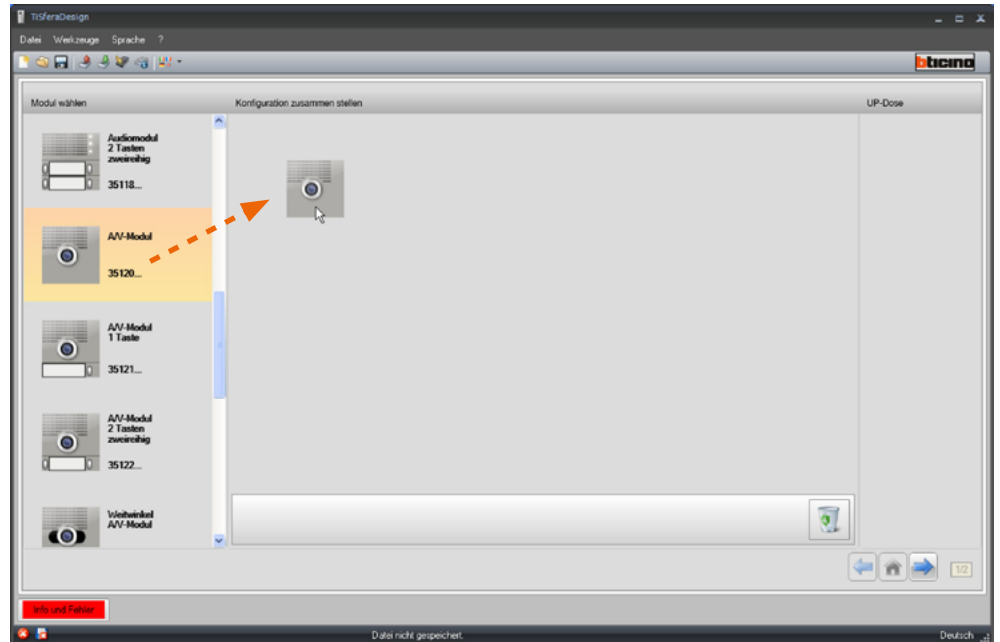 TiSferaDesign
Datei Werkzeuge Sprache ?
bticino
Modul wählen
Konfiguration zusammen stellen
UP-Dose
Audiomodul
2 Tasten
zweireihig
35118...
A/V-Modul
35120...
A/V-Modul
1 Taste
35121...
A/V-Modul
2 Tasten
zweireihig
35122...
Weitwinkel
A/V-Modul
1/2
Info und Fehler
Datei nicht gespeichert.
Deutsch